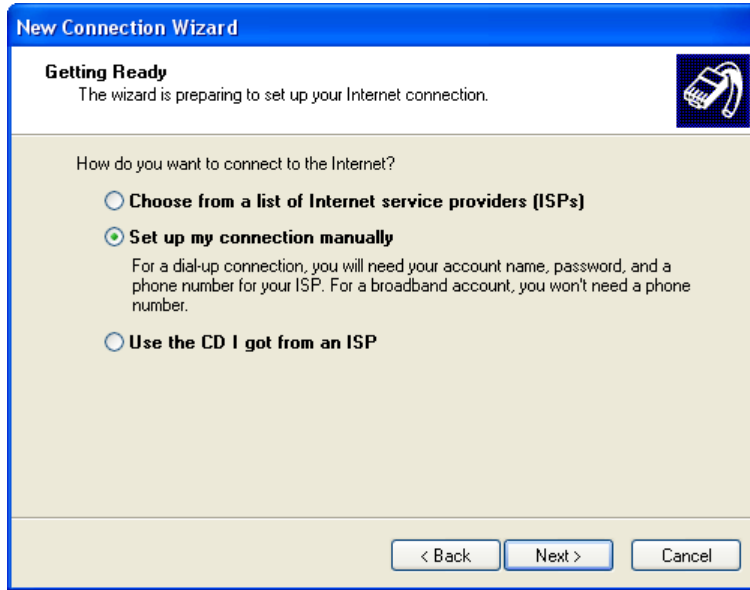 New Connection Wizard
Getting Ready
The wizard is preparing to set up your Internet connection.
How do you want to connect to the Internet?
Choose from a list of Internet service providers (ISPs)
Set up my connection manually
For a dial-up connection, you will need your account name, password, and a
phone number for your ISP. For a broadband account, you won't need a phone
number.
Use the CD I got from an ISP
< Back Next > Cancel